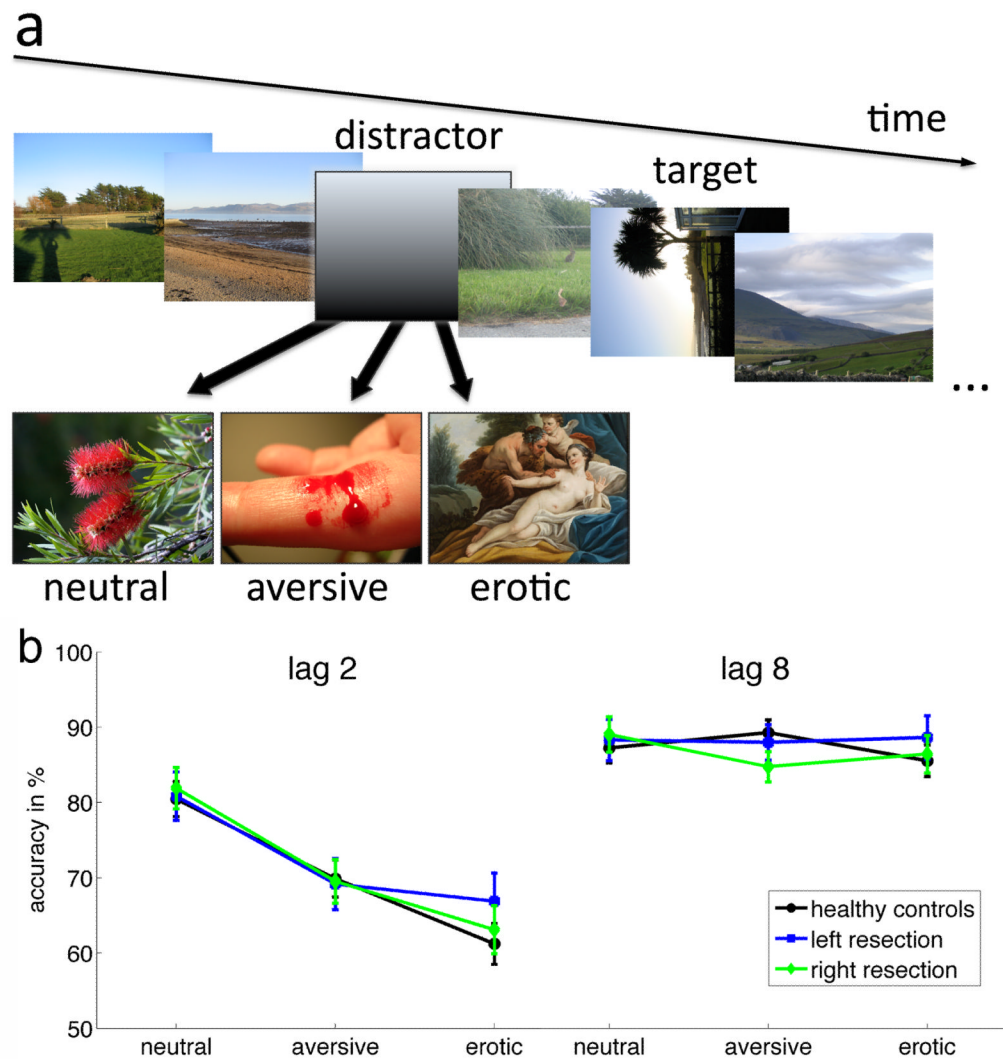 a
time
distractor
target
...
neutral aversive erotic
b
lag 2 lag 8
100
90
80
70
60
50
accuracy in %
healthy controls
left resection
right resection
neutral aversive erotic neutral aversive erotic